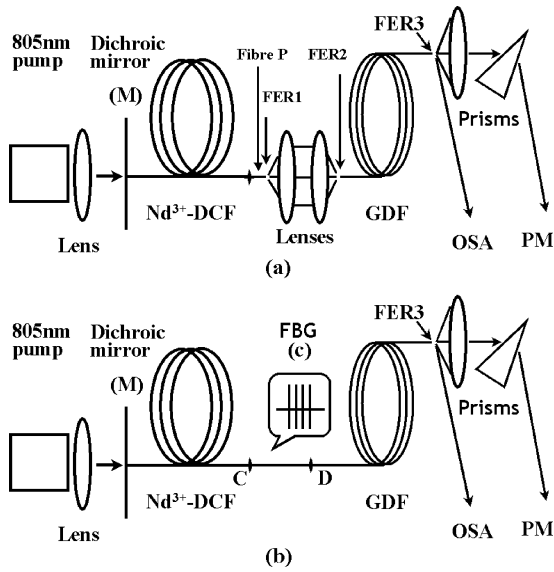 FER3
805nm Dichroic
pump mirror
Fibre P FER2
(M)
FER1
Prisms
Nd³⁺-DCF
GDF
Lens
Lenses
OSA PM
(a)
805nm Dichroic
pump mirror
FBG
(c)
FER3
(M)
Prisms
C D
Nd³⁺-DCF
GDF
Lens
OSA PM
(b)